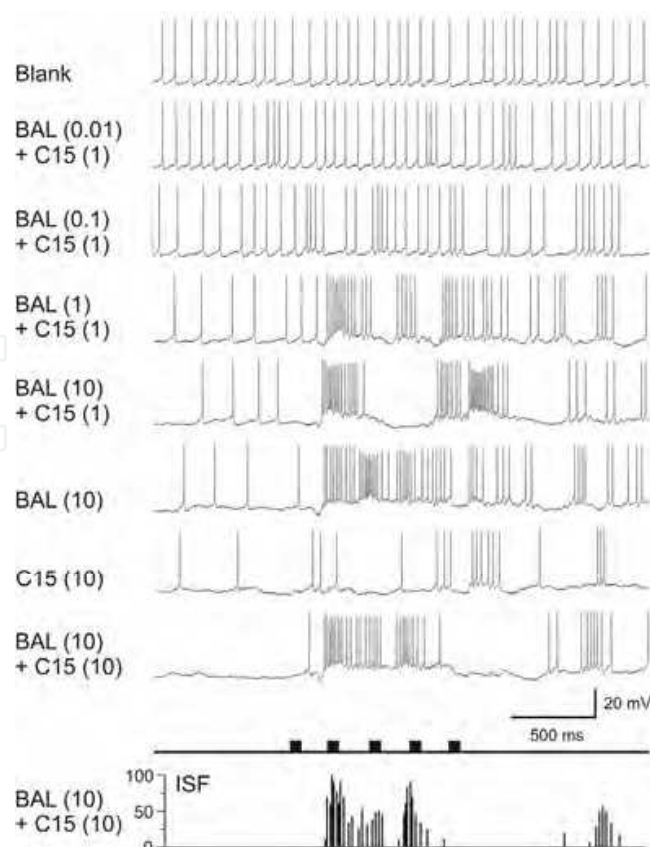 Blank
BAL (0.01)
+ C15 (1)
BAL (0.1)
+ C15 (1)
BAL (1)
+ C15 (1)
BAL (10)
+ C15 (1)
BAL (10)
C15 (10)
BAL (10)
+ C15 (10)
20 mV
500 ms
100
ISF
BAL (10)
50
+ C15 (10)
0